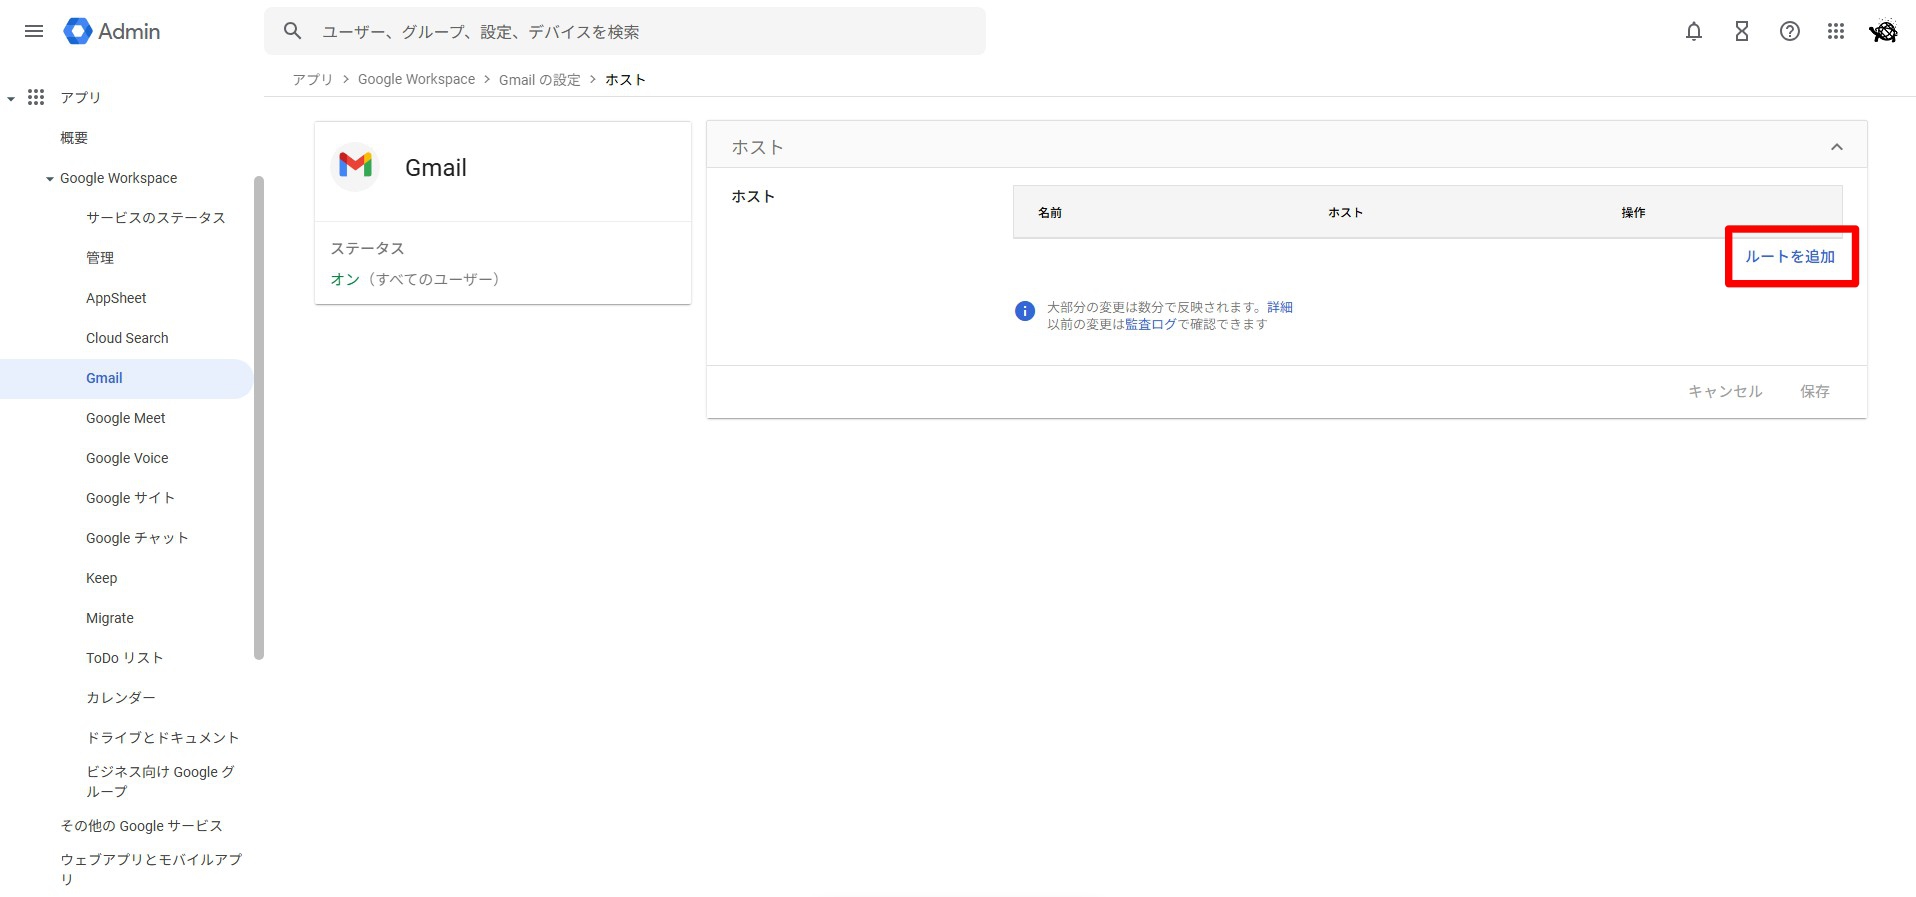 Admin
ユーザー、グループ、設定、デバイスを検索
アプリ > Google Workspace > Gmail の設定 > ホスト
アプリ
概要
Google Workspace
サービスのステータス
管理
AppSheet
Cloud Search
Gmail
Google Meet
Google Voice
Google サイト
Google チャット
Keep
Migrate
ToDo リスト
カレンダー
ドライブとドキュメント
ビジネス向け Google グ
ループ
その他の Google サービス
ウェブアプリとモバイルアプ
リ
Gmail
ステータス
オン（すべてのユーザー）
ホスト
ホスト
名前 ホスト 操作
ルートを追加
大部分の変更は数分で反映されます。詳細
以前の変更は監査ログで確認できます
キャンセル 保存